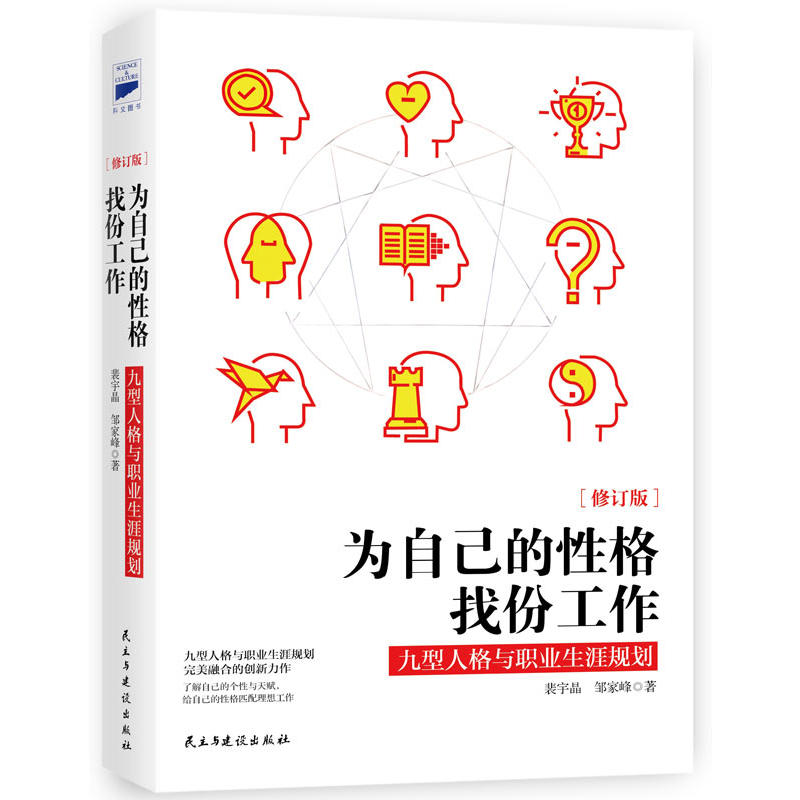 SCIENCE
&
CULTURE
科文图书
[修订版]
为自己的性格
找份工作
九型人格与职业生涯规划
裴宇晶 邹家峰◎著
民主与建设出版社
1
[修订版]
为自己的性格
找份工作
九型人格与职业生涯规划
裴宇晶 邹家峰◎著
九型人格与职业生涯规划
完美融合的创新力作
了解自己的个性与天赋,
给自己的性格匹配理想工作
民主与建设出版社